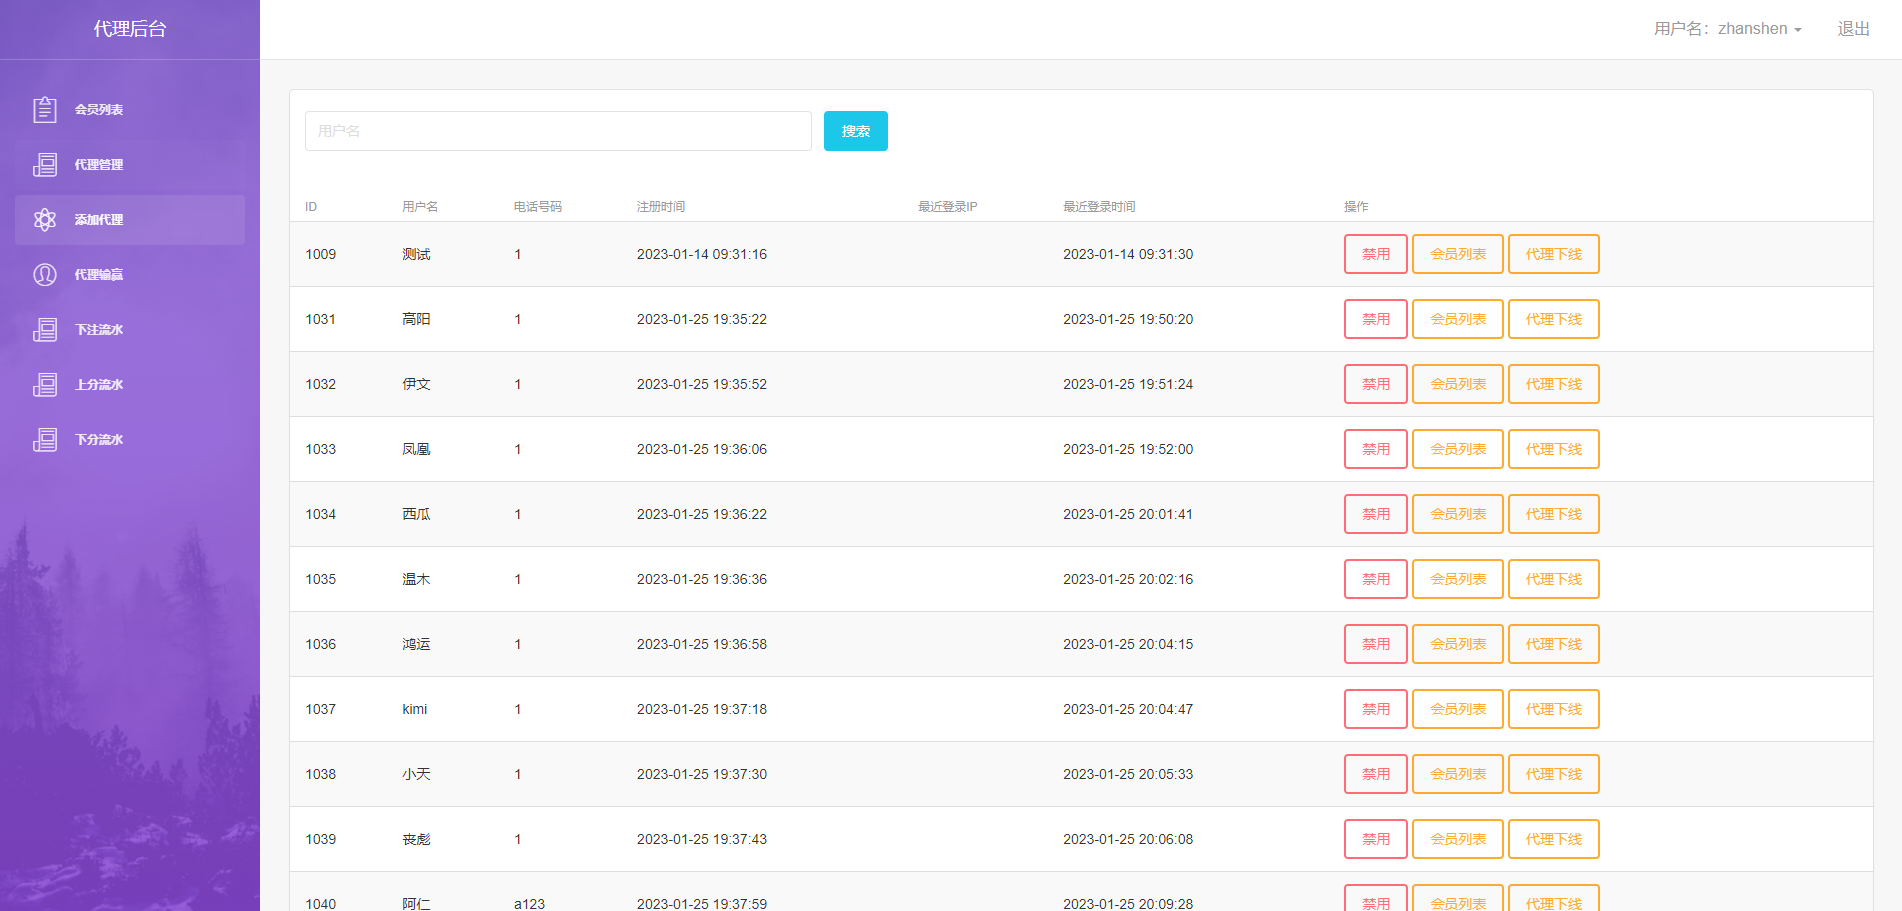 代理后台
用户名：zhanshen
退出
会员列表
代理管理
添加代理
代理输赢
下注流水
上分流水
下分流水
用户名
搜索
ID 用户名 电话号码 注册时间 最近登录IP 最近登录时间 操作
1009 测试 1 2023-01-14 09:31:16 2023-01-14 09:31:30 禁用 会员列表 代理下线
1031 高阳 1 2023-01-25 19:35:22 2023-01-25 19:50:20 禁用 会员列表 代理下线
1032 伊文 1 2023-01-25 19:35:52 2023-01-25 19:51:24 禁用 会员列表 代理下线
1033 凤凰 1 2023-01-25 19:36:06 2023-01-25 19:52:00 禁用 会员列表 代理下线
1034 西瓜 1 2023-01-25 19:36:22 2023-01-25 20:01:41 禁用 会员列表 代理下线
1035 温木 1 2023-01-25 19:36:36 2023-01-25 20:02:16 禁用 会员列表 代理下线
1036 鸿运 1 2023-01-25 19:36:58 2023-01-25 20:04:15 禁用 会员列表 代理下线
1037 kimi 1 2023-01-25 19:37:18 2023-01-25 20:04:47 禁用 会员列表 代理下线
1038 小天 1 2023-01-25 19:37:30 2023-01-25 20:05:33 禁用 会员列表 代理下线
1039 丧彪 1 2023-01-25 19:37:43 2023-01-25 20:06:08 禁用 会员列表 代理下线
1040 阿仁 a123 2023-01-25 19:37:59 2023-01-25 20:09:28 禁用 会员列表 代理下线